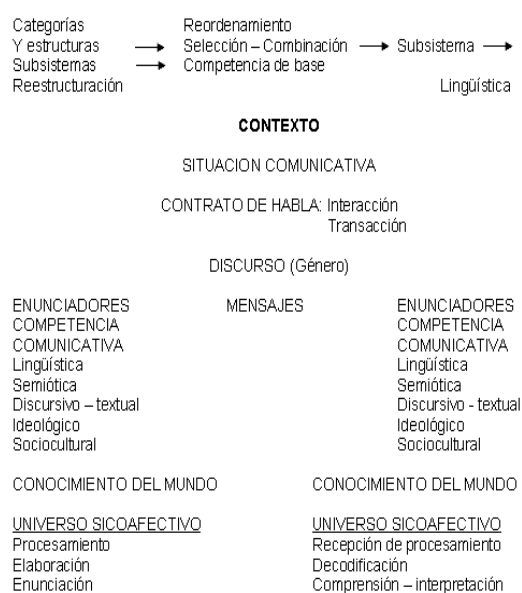 Categorías Reordenamiento
Y estructuras → Selección – Combinación → Subsistema →
Subsistemas → Competencia de base
Reestructuración Lingüística
CONTEXTO
SITUACION COMUNICATIVA
CONTRATO DE HABLA: Interacción
Transacción
DISCURSO (Género)
ENUNCIADORES MENSAJES ENUNCIADORES
COMPETENCIA COMPETENCIA
COMUNICATIVA COMUNICATIVA
Lingüística Lingüística
Semiótica Semiótica
Discursivo – textual Discursivo - textual
Ideológico Ideológico
Sociocultural Sociocultural
CONOCIMIENTO DEL MUNDO CONOCIMIENTO DEL MUNDO
UNIVERSO SICOAFECTIVO UNIVERSO SICOAFECTIVO
Procesamiento Recepción de procesamiento
Elaboración Decodificación
Enunciación Comprensión – interpretación